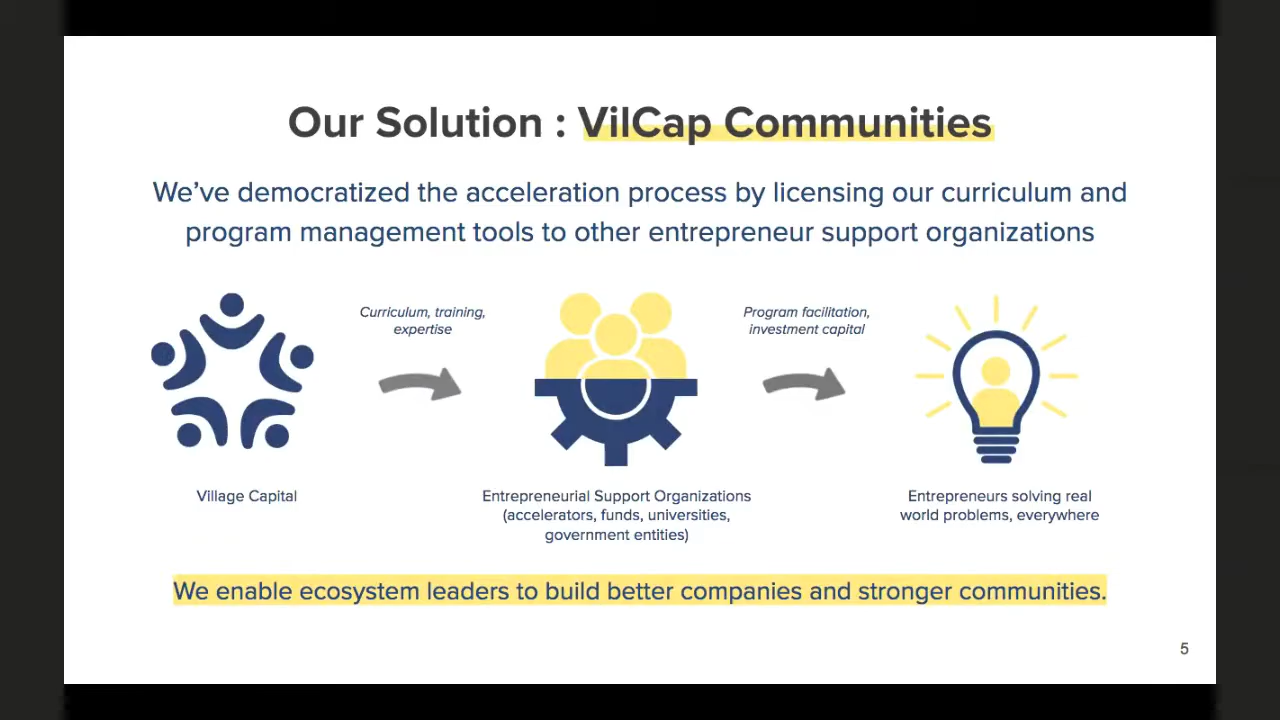 Our Solution : VilCap Communities
We’ve democratized the acceleration process by licensing our curriculum and
program management tools to other entrepreneur support organizations
Curriculum, training,
expertise
Program facilitation,
investment capital
Village Capital
Entrepreneurial Support Organizations
(accelerators, funds, universities,
government entities)
Entrepreneurs solving real
world problems, everywhere
We enable ecosystem leaders to build better companies and stronger communities.
5